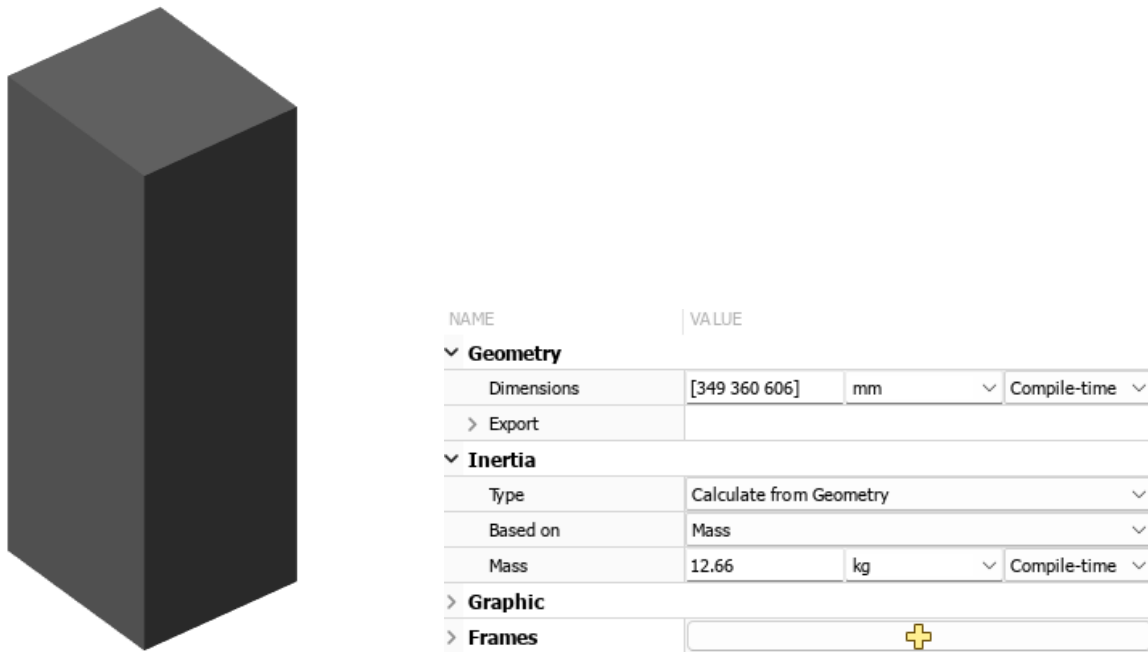 NAME VALUE
Geometry
Dimensions [349 360 606] mm Compile-time
Export
Inertia
Type Calculate from Geometry
Based on Mass
Mass 12.66 kg Compile-time
Graphic
Frames